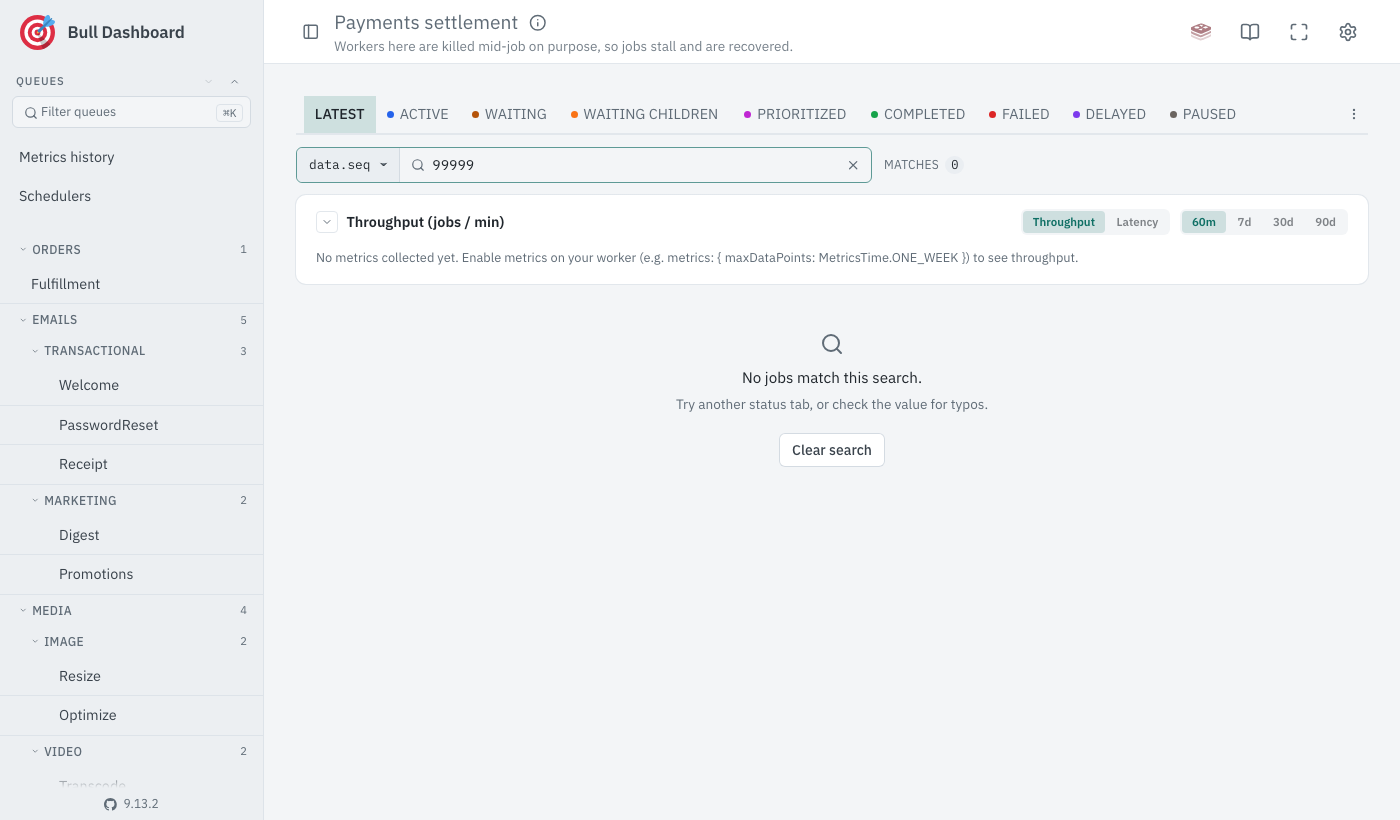 Bull Dashboard
QUEUES
Filter queues
⌘K
Metrics history
Schedulers
ORDERS 1
Fulfillment
EMAILS 5
TRANSACTIONAL 3
Welcome
PasswordReset
Receipt
MARKETING 2
Digest
Promotions
MEDIA 4
IMAGE 2
Resize
Optimize
VIDEO 2
Transcode
9.13.2
Payments settlement
Workers here are killed mid-job on purpose, so jobs stall and are recovered.
LATEST ACTIVE WAITING WAITING CHILDREN PRIORITIZED COMPLETED FAILED DELAYED PAUSED
data.seq 99999 MATCHES 0
Throughput (jobs / min) Throughput Latency 60m 7d 30d 90d
No metrics collected yet. Enable metrics on your worker (e.g. metrics: { maxDataPoints: MetricsTime.ONE_WEEK }) to see throughput.
No jobs match this search.
Try another status tab, or check the value for typos.
Clear search